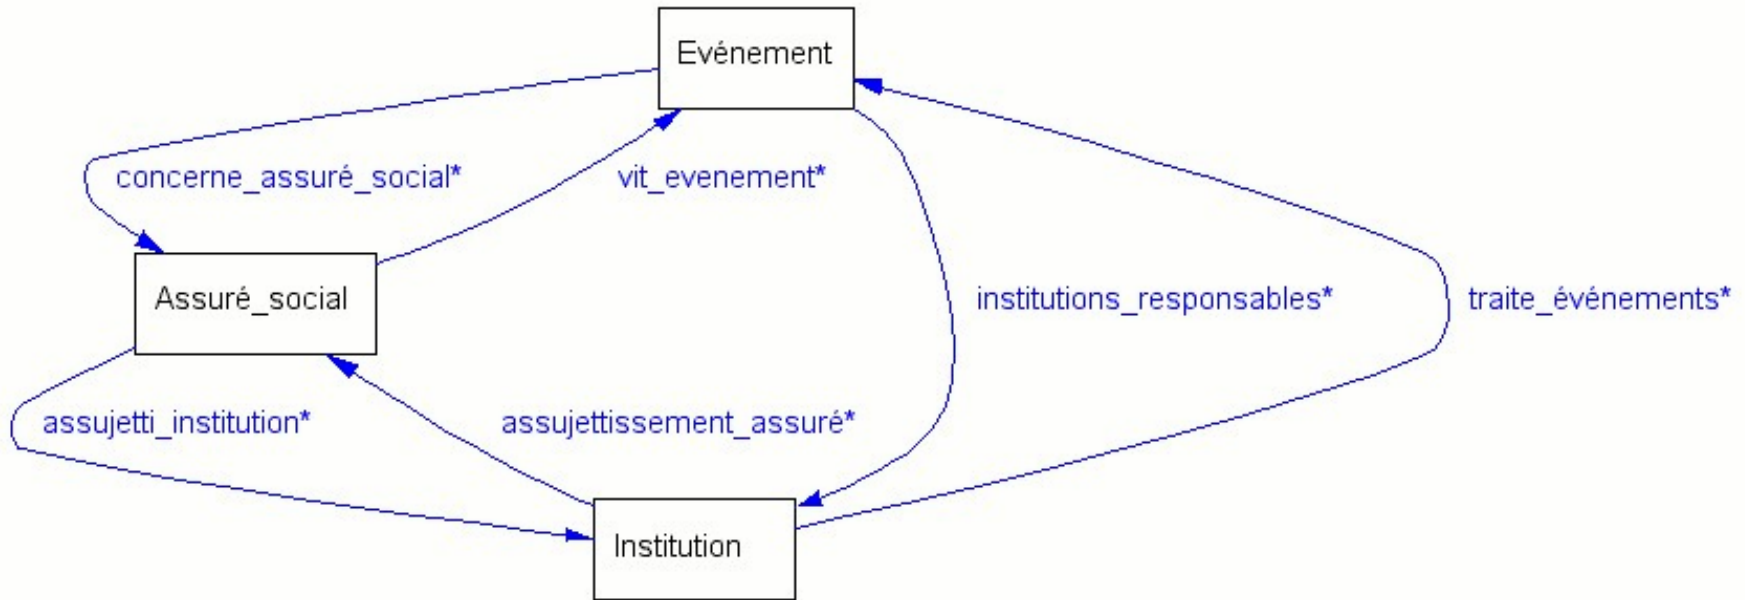 Evénement
concerne_assuré_social*
vit_evenement*
Assuré_social
institutions_responsables*
traite_événements*
assujetti_institution*
assujettissement_assuré*
Institution